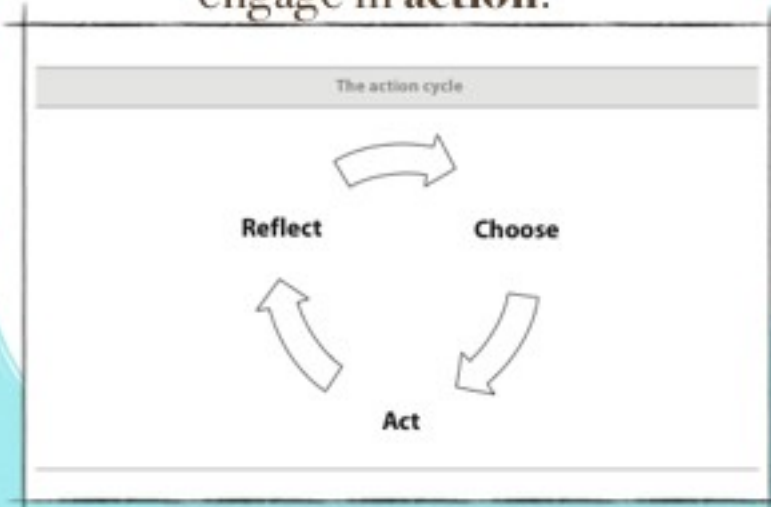 engage in action.
The action cycle
Reflect
Choose
Act